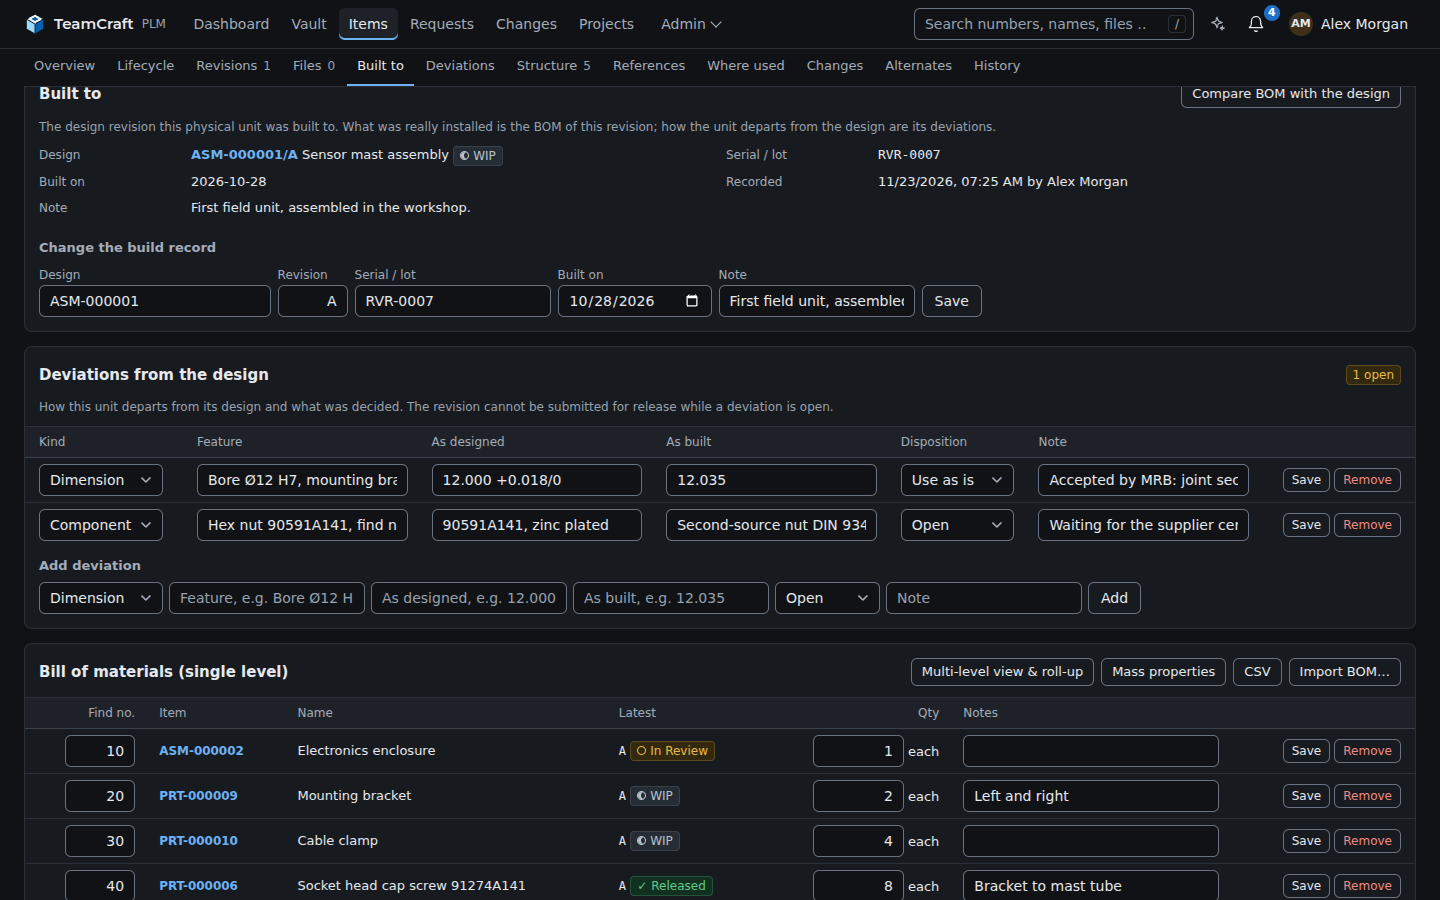 TeamCraft PLM Dashboard Vault Items Requests Changes Projects Admin Search numbers, names, files .. / 4 AM Alex Morgan
Overview Lifecycle Revisions 1 Files 0 Built to Deviations Structure 5 References Where used Changes Alternates History
Built to Compare BOM with the design
The design revision this physical unit was built to. What was really installed is the BOM of this revision; how the unit departs from the design are its deviations.
Design ASM-000001/A Sensor mast assembly WIP Serial / lot RVR-0007
Built on 2026-10-28 Recorded 11/23/2026, 07:25 AM by Alex Morgan
Note First field unit, assembled in the workshop.
Change the build record
Design Revision Serial / lot Built on Note
ASM-000001 A RVR-0007 10/28/2026 First field unit, assembled Save
Deviations from the design 1 open
How this unit departs from its design and what was decided. The revision cannot be submitted for release while a deviation is open.
Kind Feature As designed As built Disposition Note
Dimension Bore Ø12 H7, mounting bra 12.000 +0.018/0 12.035 Use as is Accepted by MRB: joint sec Save Remove
Component Hex nut 90591A141, find n 90591A141, zinc plated Second-source nut DIN 934 Open Waiting for the supplier cer Save Remove
Add deviation
Dimension Feature, e.g. Bore Ø12 H As designed, e.g. 12.000 As built, e.g. 12.035 Open Note Add
Bill of materials (single level) Multi-level view & roll-up Mass properties CSV Import BOM...
Find no. Item Name Latest Qty Notes
10 ASM-000002 Electronics enclosure A In Review 1 each Save Remove
20 PRT-000009 Mounting bracket A WIP 2 each Left and right Save Remove
30 PRT-000010 Cable clamp A WIP 4 each Save Remove
40 PRT-000006 Socket head cap screw 91274A141 A ✓ Released 8 each Bracket to mast tube Save Remove